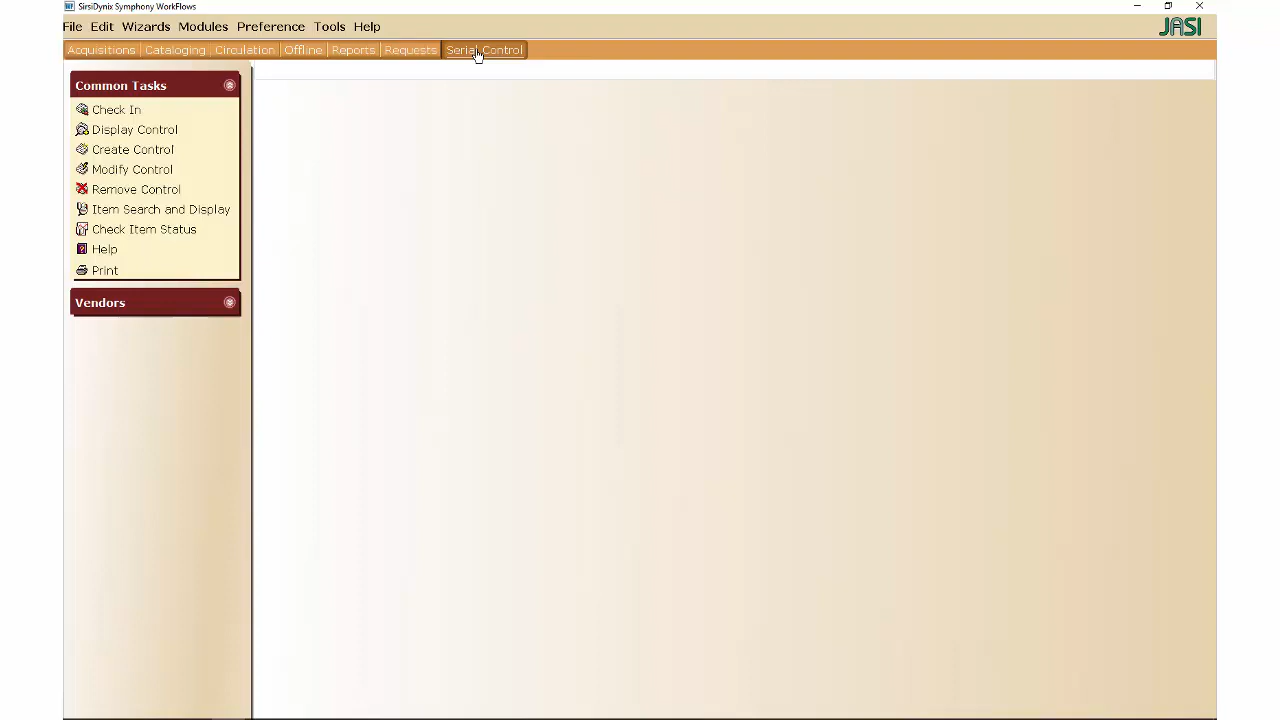 SirsiDynix Symphony WorkFlows
File Edit Wizards Modules Preference Tools Help
JASI
Acquisitions Cataloging Circulation Offline Reports Requests Serial Control
Common Tasks
Check In
Display Control
Create Control
Modify Control
Remove Control
Item Search and Display
Check Item Status
Help
Print
Vendors